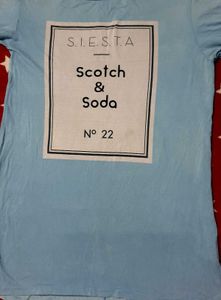 S.I.E.S.T.A
Scotch
&
Soda
Nº 22